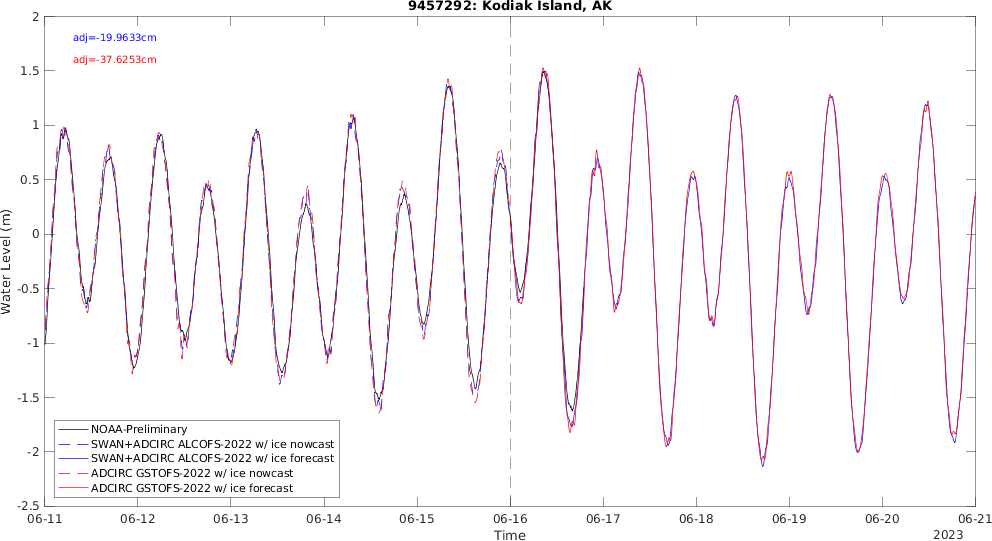 9457292: Kodiak Island, AK
adj=-19.9633cm
adj=-37.6253cm
Water Level (m)
2
1.5
1
0.5
0
-0.5
-1
-1.5
-2
-2.5
NOAA-Preliminary
SWAN+ADCIRC ALCOFS-2022 w/ ice nowcast
SWAN+ADCIRC ALCOFS-2022 w/ ice forecast
ADCIRC GSTOFS-2022 w/ ice nowcast
ADCIRC GSTOFS-2022 w/ ice forecast
06-11 06-12 06-13 06-14 06-15 06-16 06-17 06-18 06-19 06-20 06-21
Time
2023